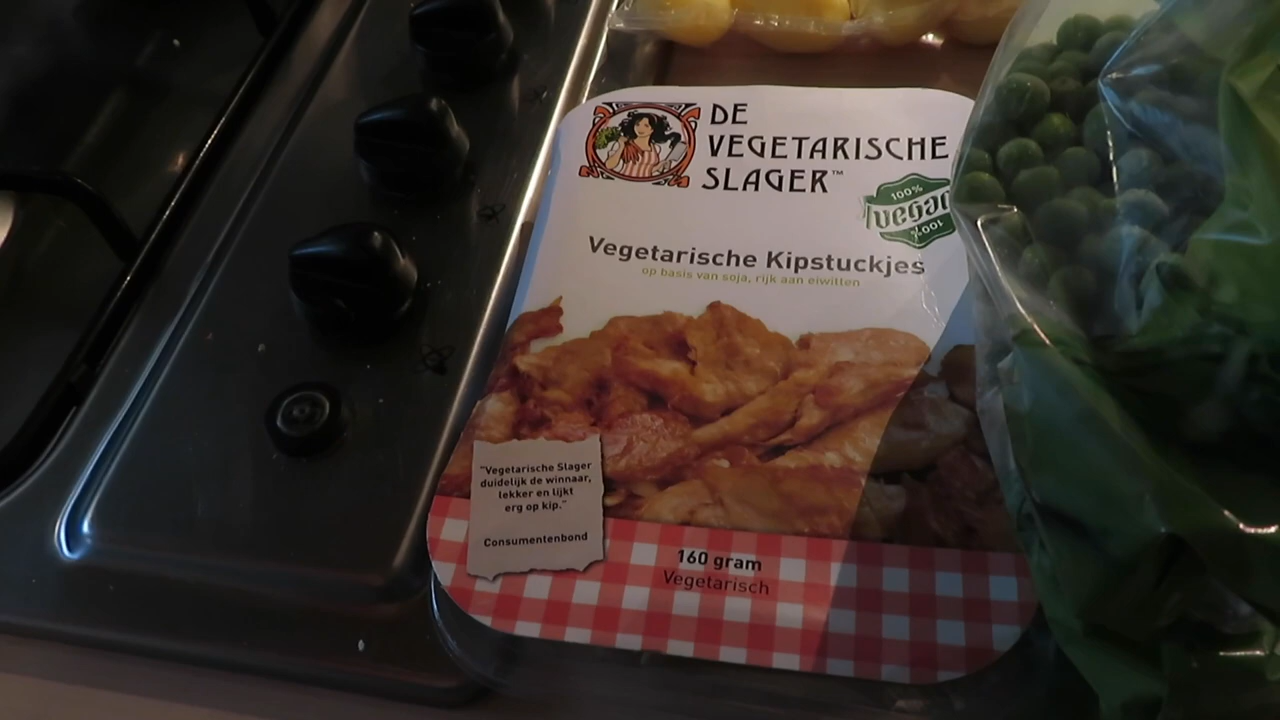 DE
VEGETARISCHE
SLAGER™
100%
vegan
100%
Vegetarische Kipstuckjes
op basis van soja, rijk aan eiwitten
"Vegetarische Slager
duidelijk de winnaar,
lekker en lijkt
erg op kip."
Consumentenbond
160 gram
Vegetarisch